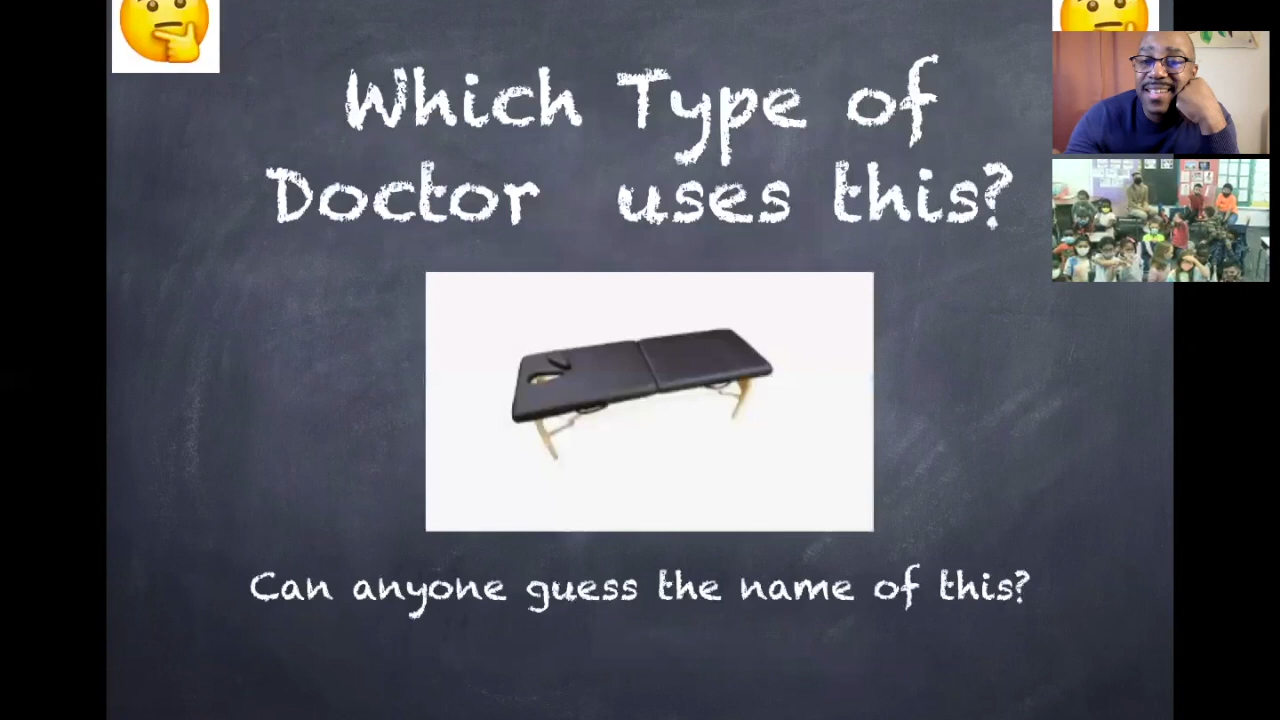 Which Type of
Doctor uses this?
Can anyone guess the name of this?